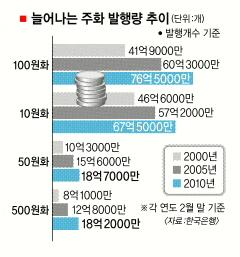 ■ 늘어나는 주화 발행량 추이(단위:개)
• 발행개수 기준
41억9000만
100원화
60억3000만
76억5000만
46억6000만
10원화
57억2000만
67억5000만
10억3000만
50원화
15억6000만
18억7000만
2000년
2005년
2010년
8억1000만
500원화
12억8000만
18억2000만
※각 연도 2월 말 기준
〈자료:한국은행〉